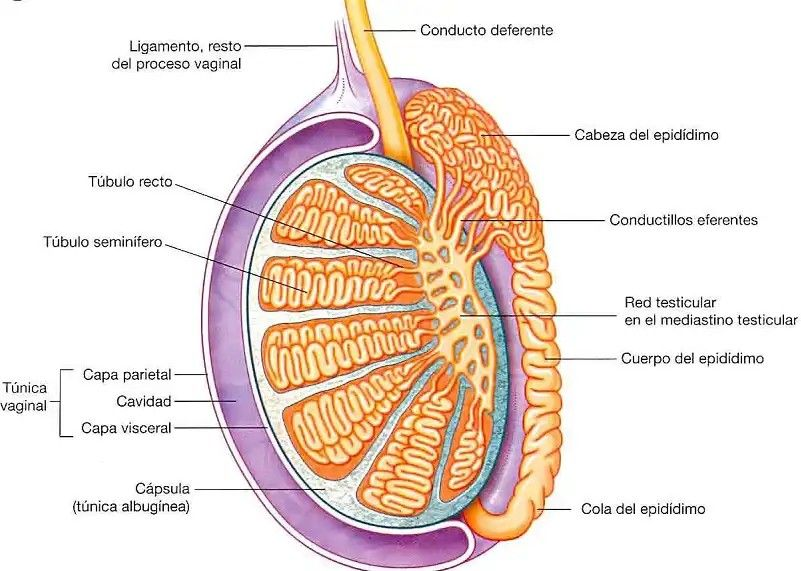 Conducto deferente
Ligamento, resto
del proceso vaginal
Cabeza del epidídimo
Túbulo recto
Conductillos eferentes
Túbulo seminífero
Red testicular
en el mediastino testicular
Cuerpo del epidídimo
Túnica
vaginal
Capa parietal
Cavidad
Capa visceral
Cápsula
(túnica albugínea)
Cola del epidídimo